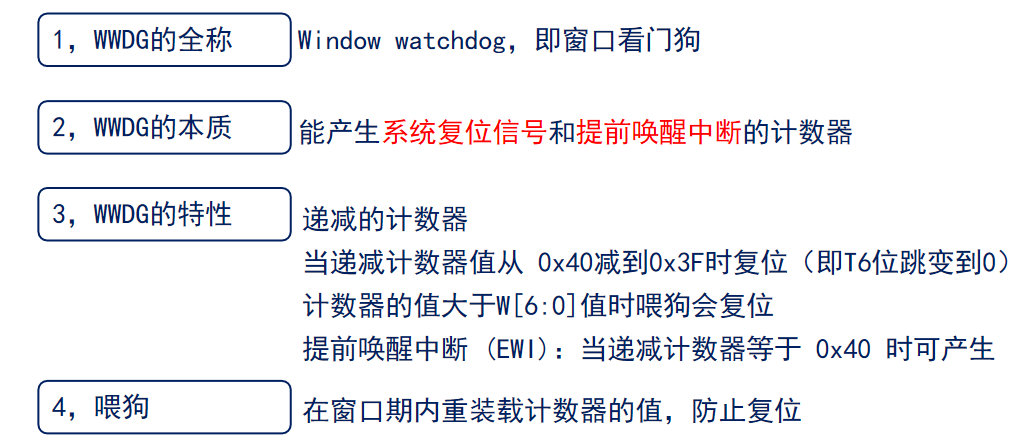 1，WWDG的全称 Window watchdog，即窗口看门狗
2，WWDG的本质 能产生系统复位信号和提前唤醒中断的计数器
3，WWDG的特性 递减的计数器
当递减计数器值从 0x40减到0x3F时复位（即T6位跳变到0）
计数器的值大于W[6:0]值时喂狗会复位
提前唤醒中断 (EWI)：当递减计数器等于 0x40 时可产生
4，喂狗 在窗口期内重装载计数器的值，防止复位